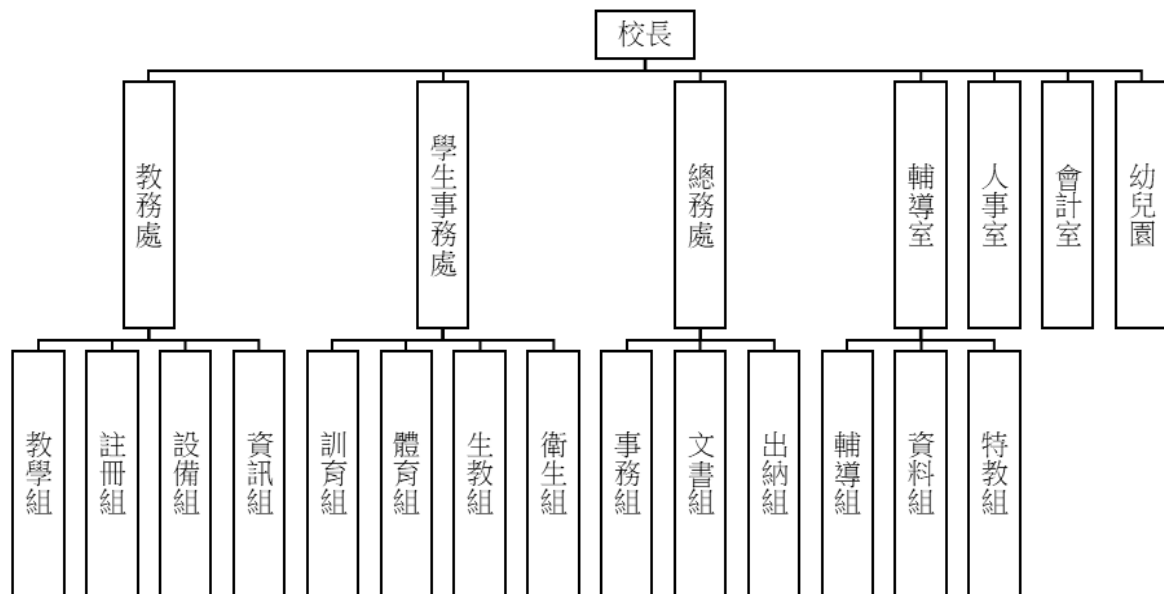 校長
教務處
學生事務處
總務處
輔導室
人事室
會計室
幼兒園
教學組
註冊組
設備組
資訊組
訓育組
體育組
生教組
衛生組
事務組
文書組
出納組
輔導組
資料組
特教組